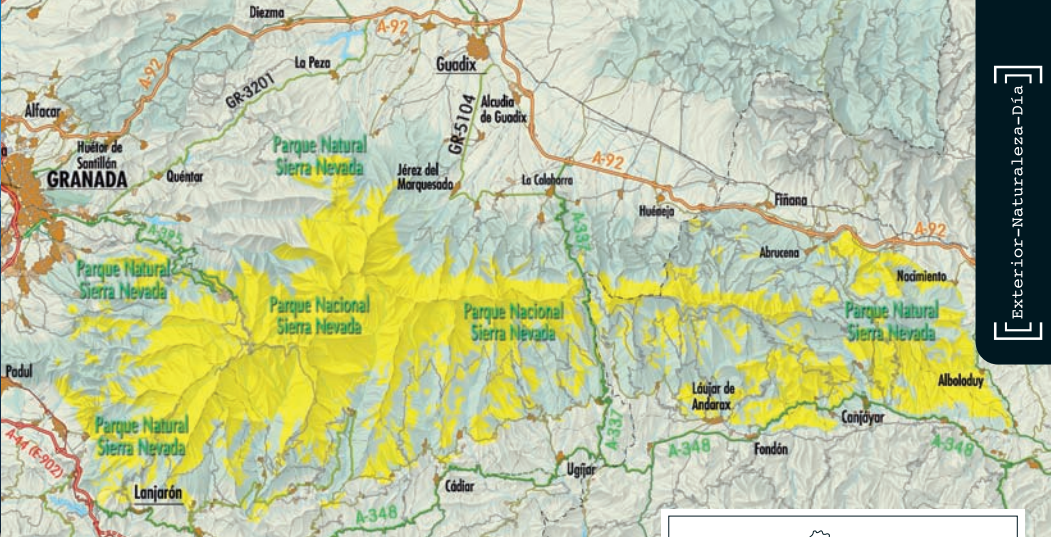 Diezma
A-92
La Peza
Guadix
A-92
GR-3201
Alfacar
Alcudia
de Guadix
GR-5104
Huétor de
Santillán
GRANADA
Quéntar
Parque Natural
Sierra Nevada
Jérez del
Marquesado
La Calahorra
A-92
Huéneja
Fiñana
A-92
A-395
A-337
Abrucena
Nacimiento
Parque Natural
Sierra Nevada
Parque Nacional
Sierra Nevada
Parque Nacional
Sierra Nevada
Parque Natural
Sierra Nevada
Padul
Láujar de
Andarax
Alboloduy
Canjáyar
Parque Natural
Sierra Nevada
A-44 (E-902)
A-337
A-348
Fondón
A-348
Ugíjar
Lanjarón
Cádiar
A-348
[Exterior-Naturaleza-Día]